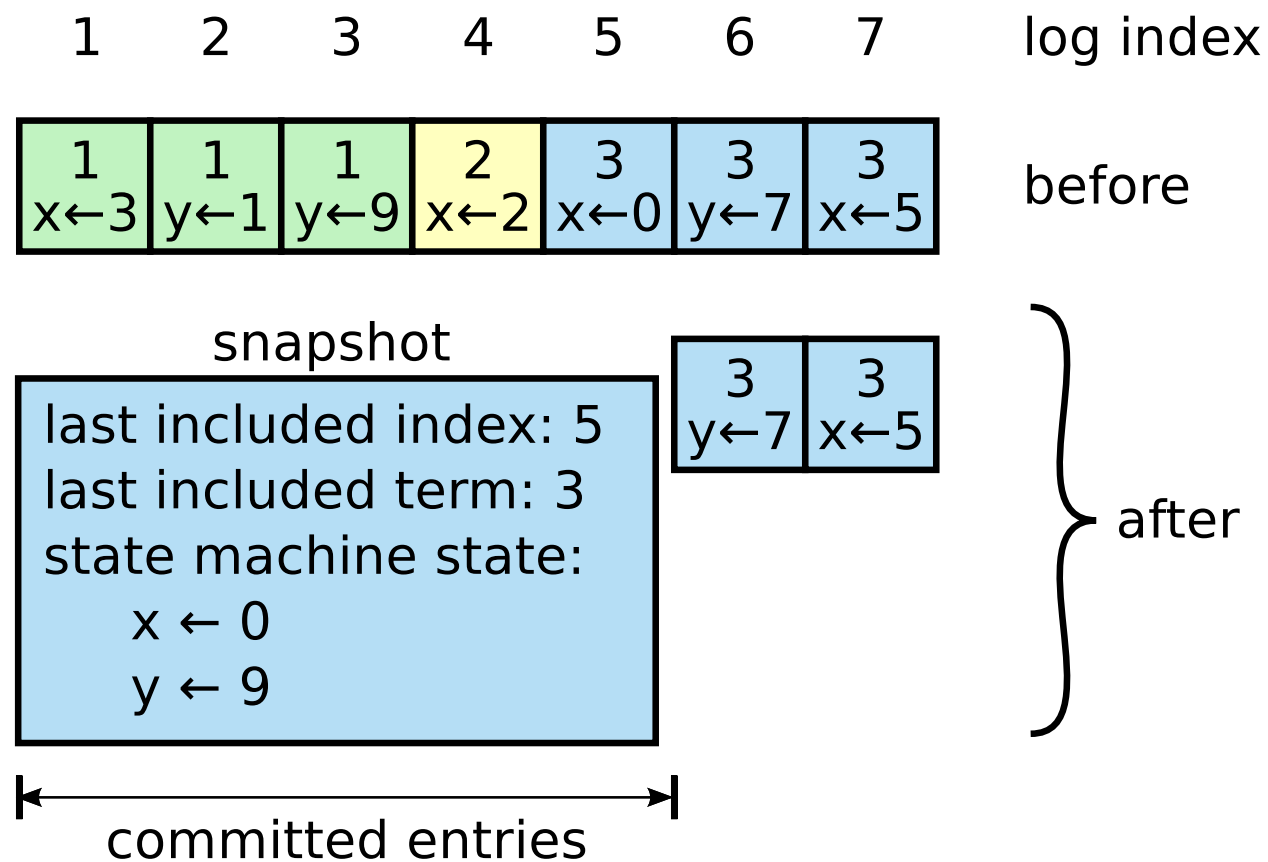 1 2 3 4 5 6 7 log index
1 1 1 2 3 3 3
x←3 y←1 y←9 x←2 x←0 y←7 x←5
before
snapshot
3 3
y←7 x←5
last included index: 5
last included term: 3
state machine state:
x ← 0
y ← 9
after
committed entries